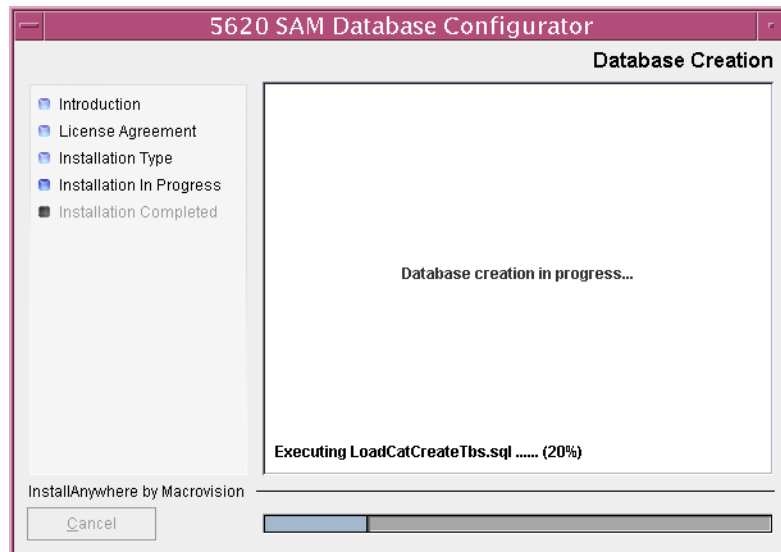 5620 SAM Database Configurator
Database Creation
Introduction
License Agreement
Installation Type
Installation In Progress
Installation Completed
Database creation in progress...
Executing LoadCatCreateTbs.sql ...... (20%)
InstallAnywhere by Macrovision
Cancel